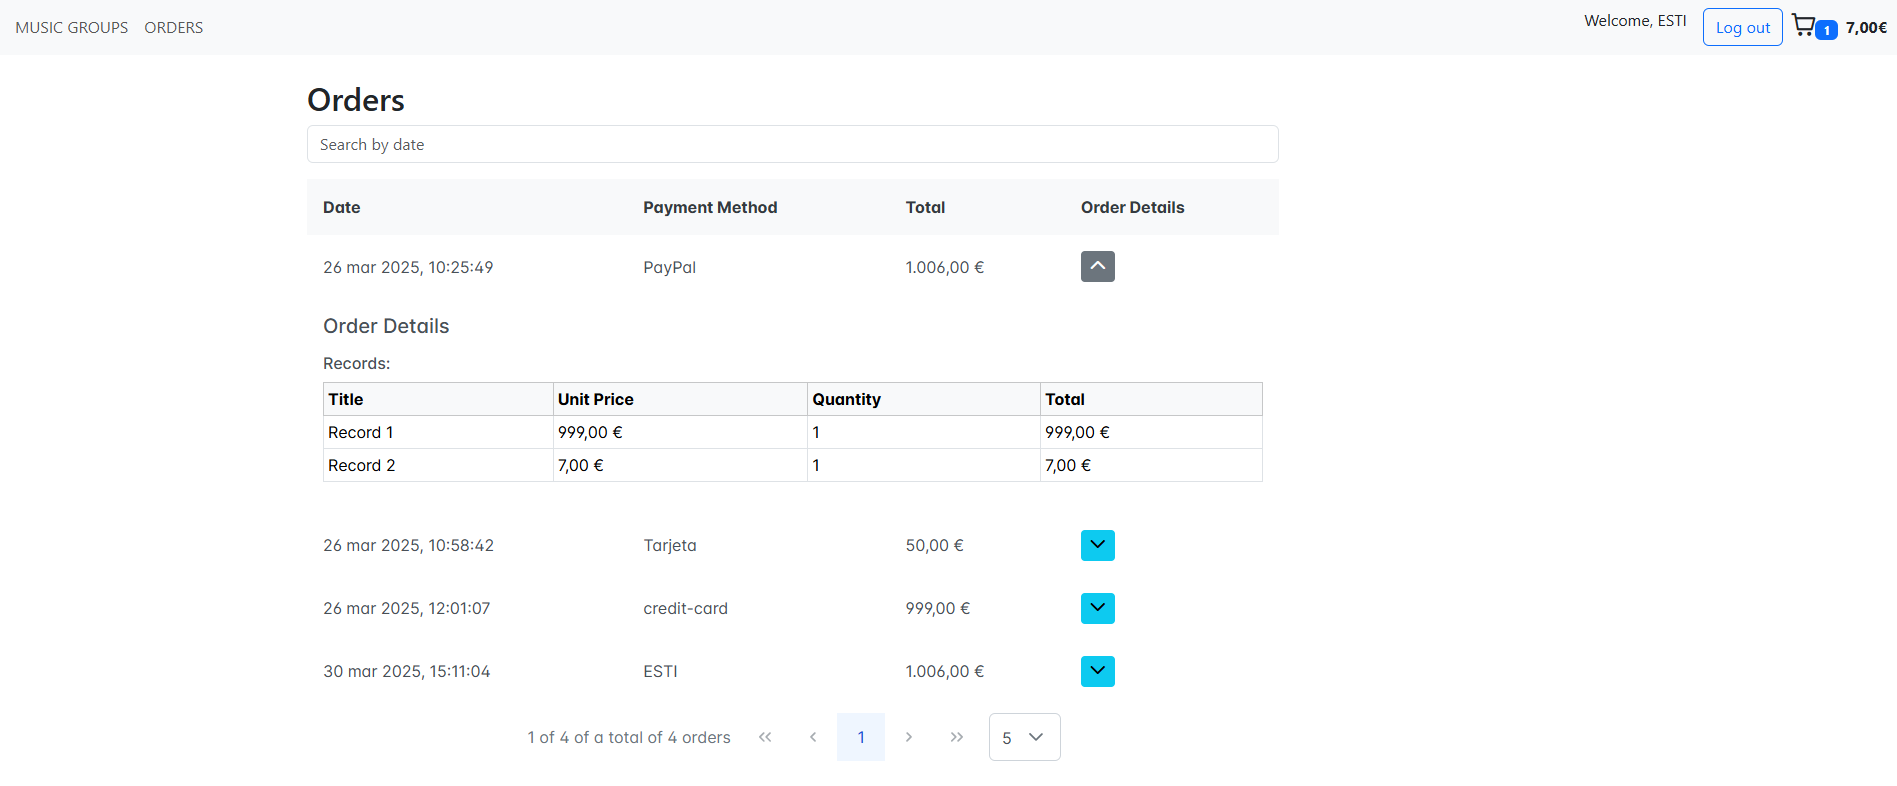 MUSIC GROUPS ORDERS Welcome, ESTI Log out 1 7,00€
Orders
Search by date
Date Payment Method Total Order Details
26 mar 2025, 10:25:49 PayPal 1.006,00 €
Order Details
Records:
Title Unit Price Quantity Total
Record 1 999,00 € 1 999,00 €
Record 2 7,00 € 1 7,00 €
26 mar 2025, 10:58:42 Tarjeta 50,00 €
26 mar 2025, 12:01:07 credit-card 999,00 €
30 mar 2025, 15:11:04 ESTI 1.006,00 €
1 of 4 of a total of 4 orders « ‹ 1 › » 5